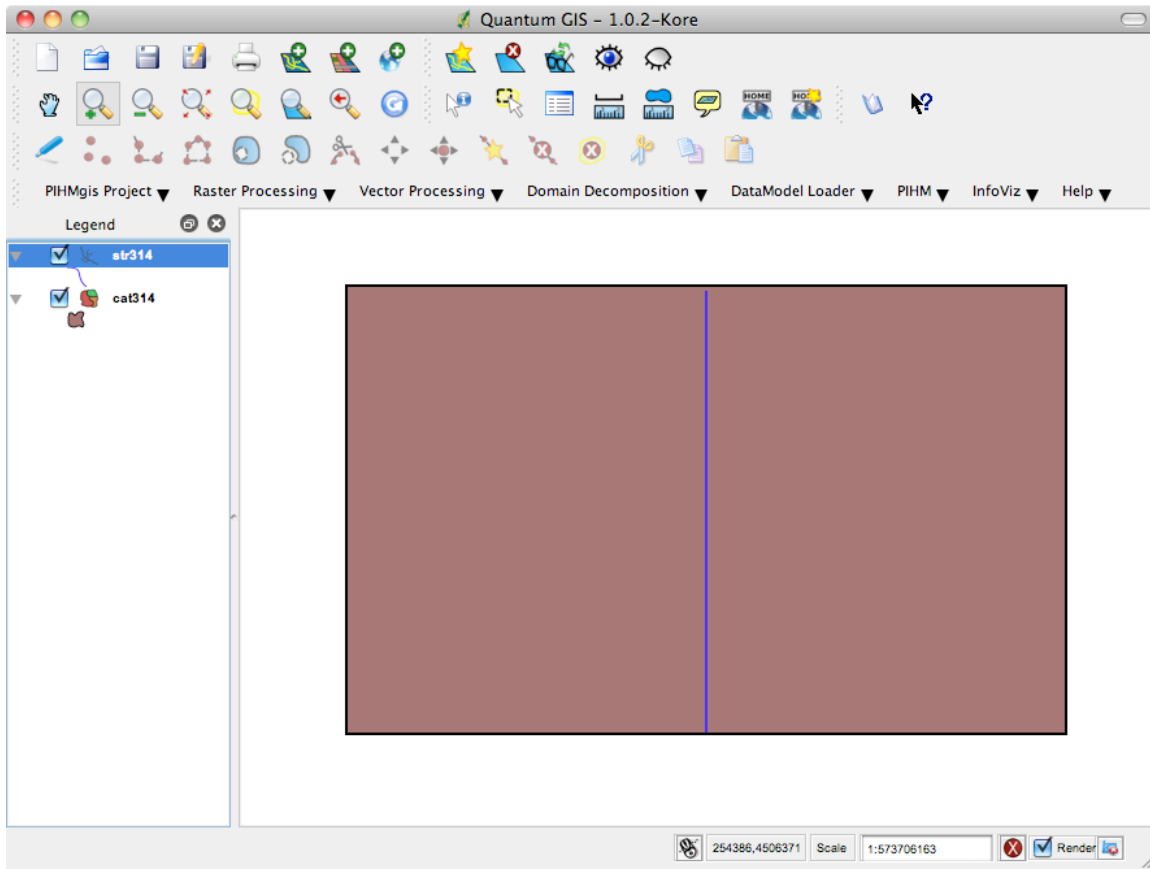 Quantum GIS - 1.0.2-Kore
HOME
PIHMgis Project Raster Processing Vector Processing Domain Decomposition DataModel Loader PIHM InfoViz Help
Legend
str314
cat314
254386,4506371 Scale 1:573706163 Render